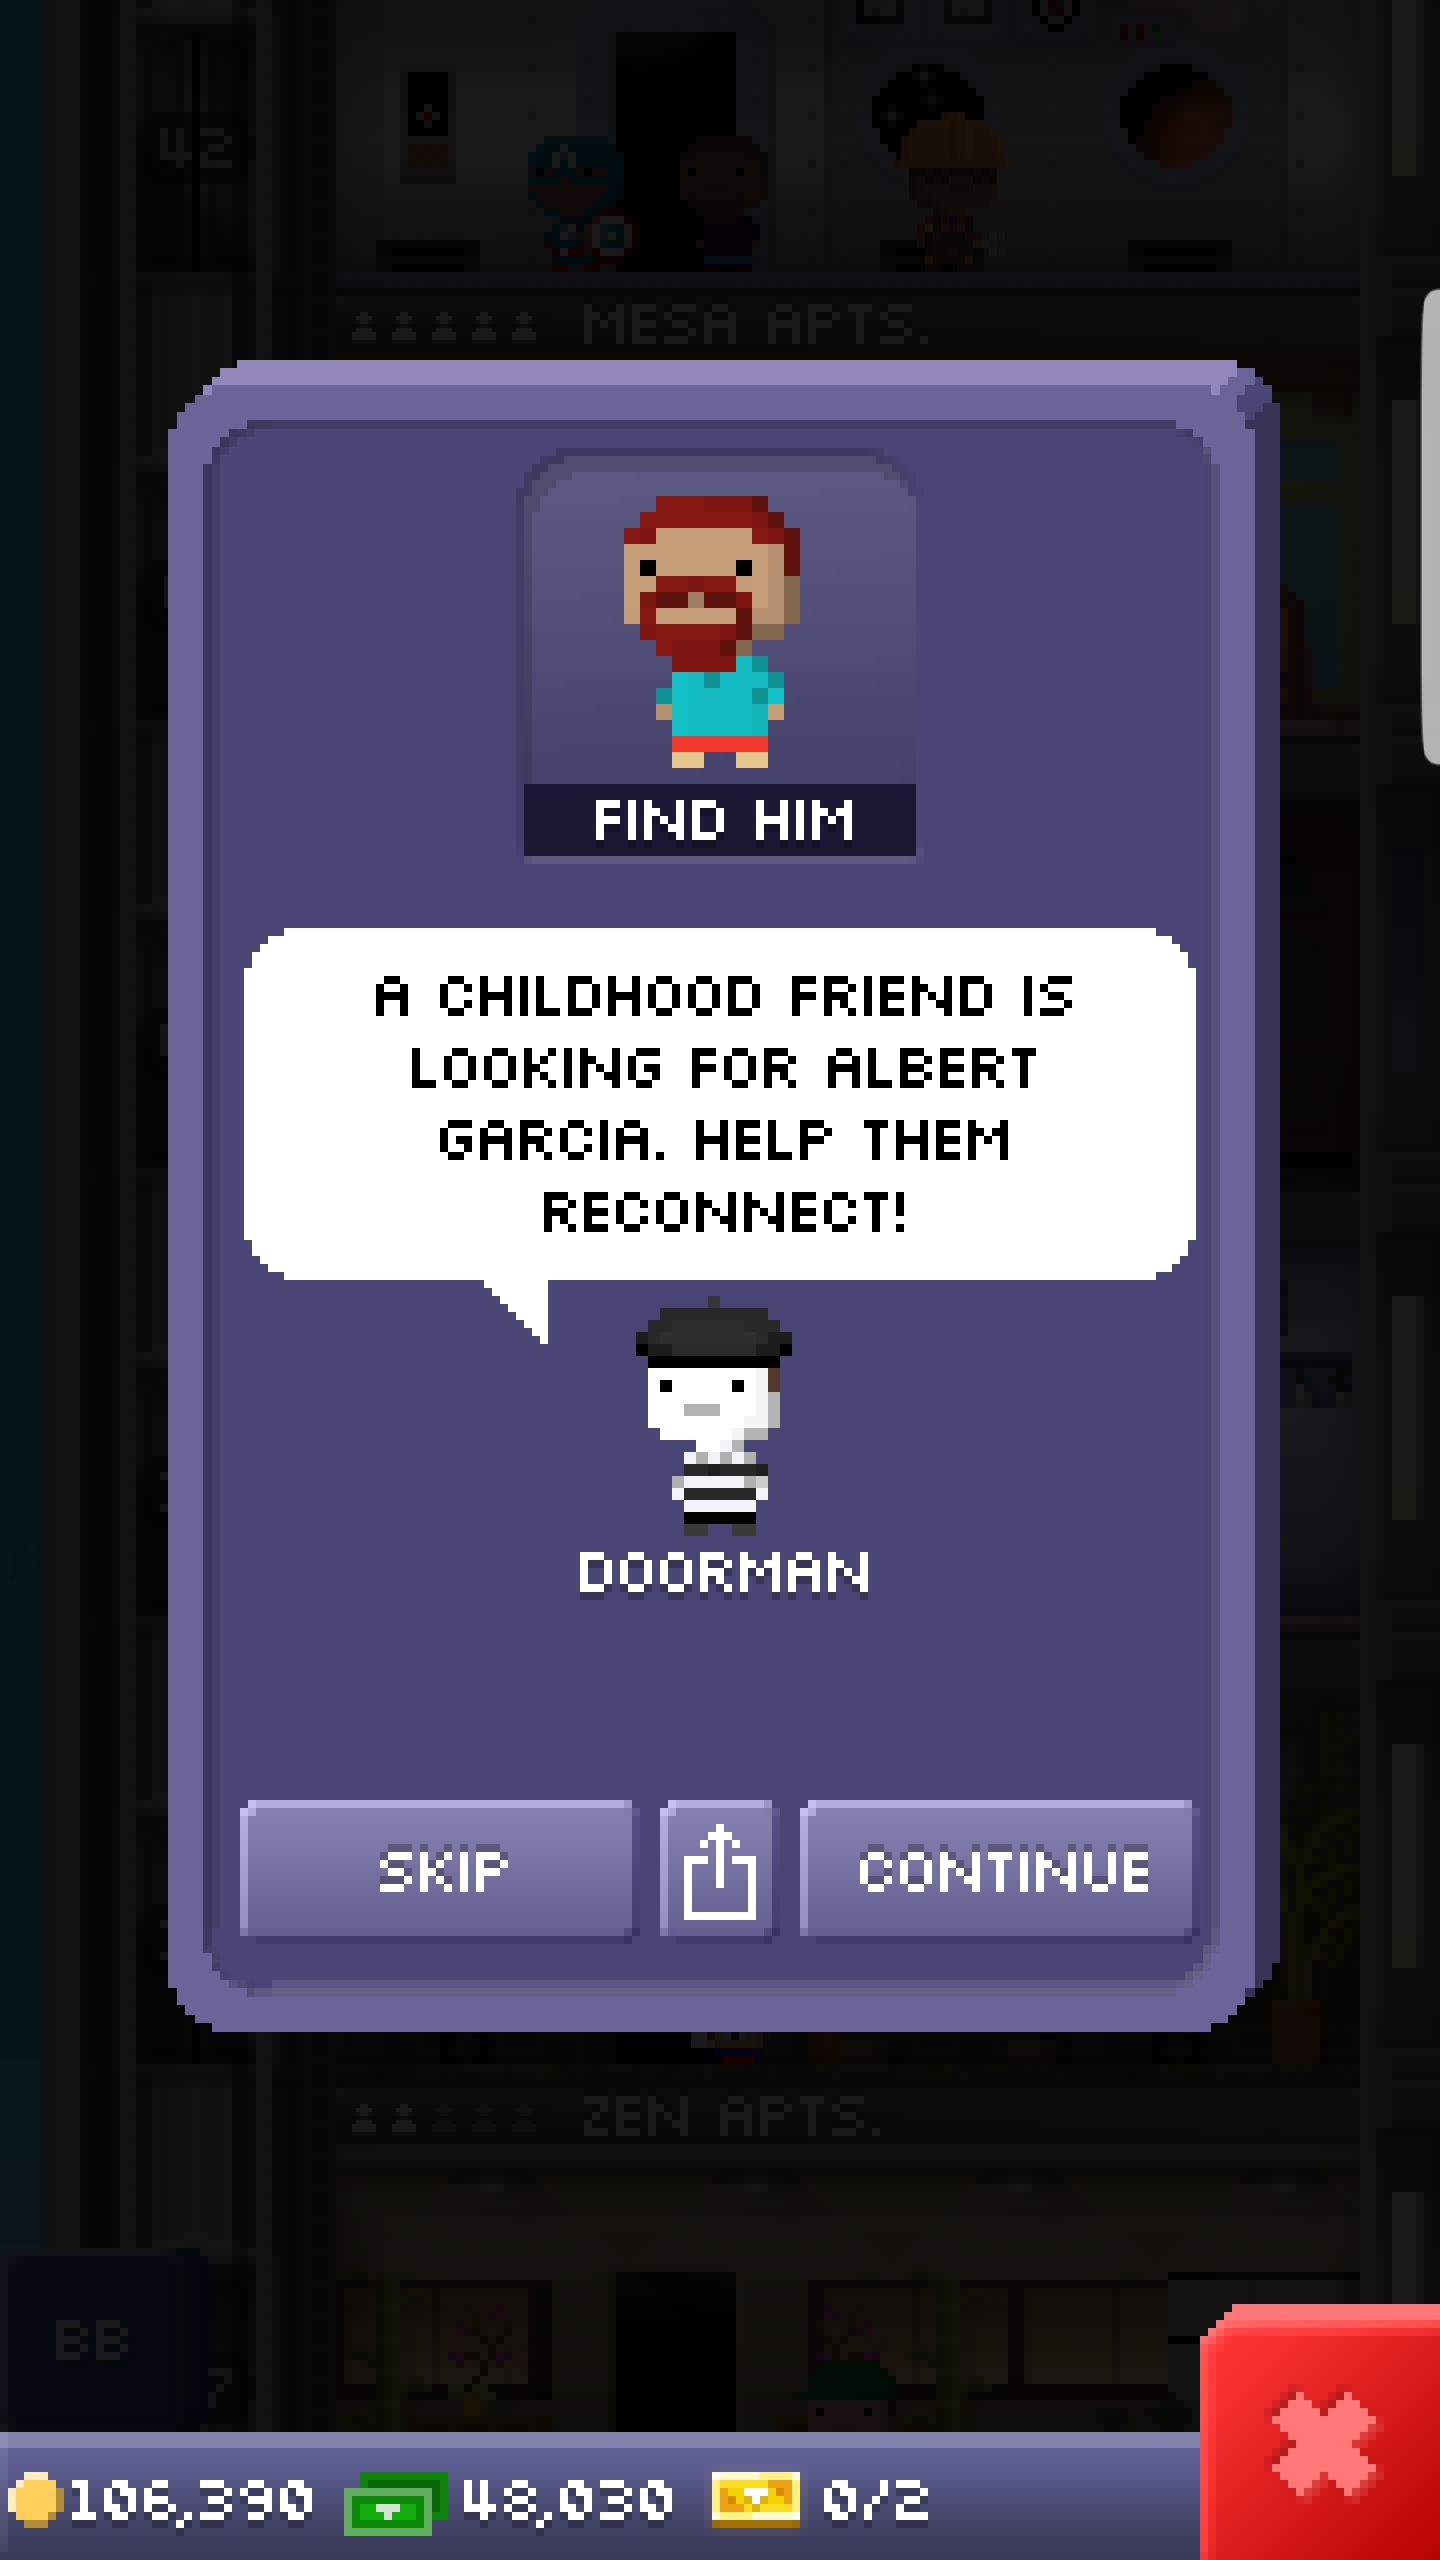 42
MESA APTS.
FIND HIM
A CHILDHOOD FRIEND IS
LOOKING FOR ALBERT
GARCIA. HELP THEM
RECONNECT!
DOORMAN
SKIP
CONTINUE
ZEN APTS.
BB
7
106,390 48,030 0/2